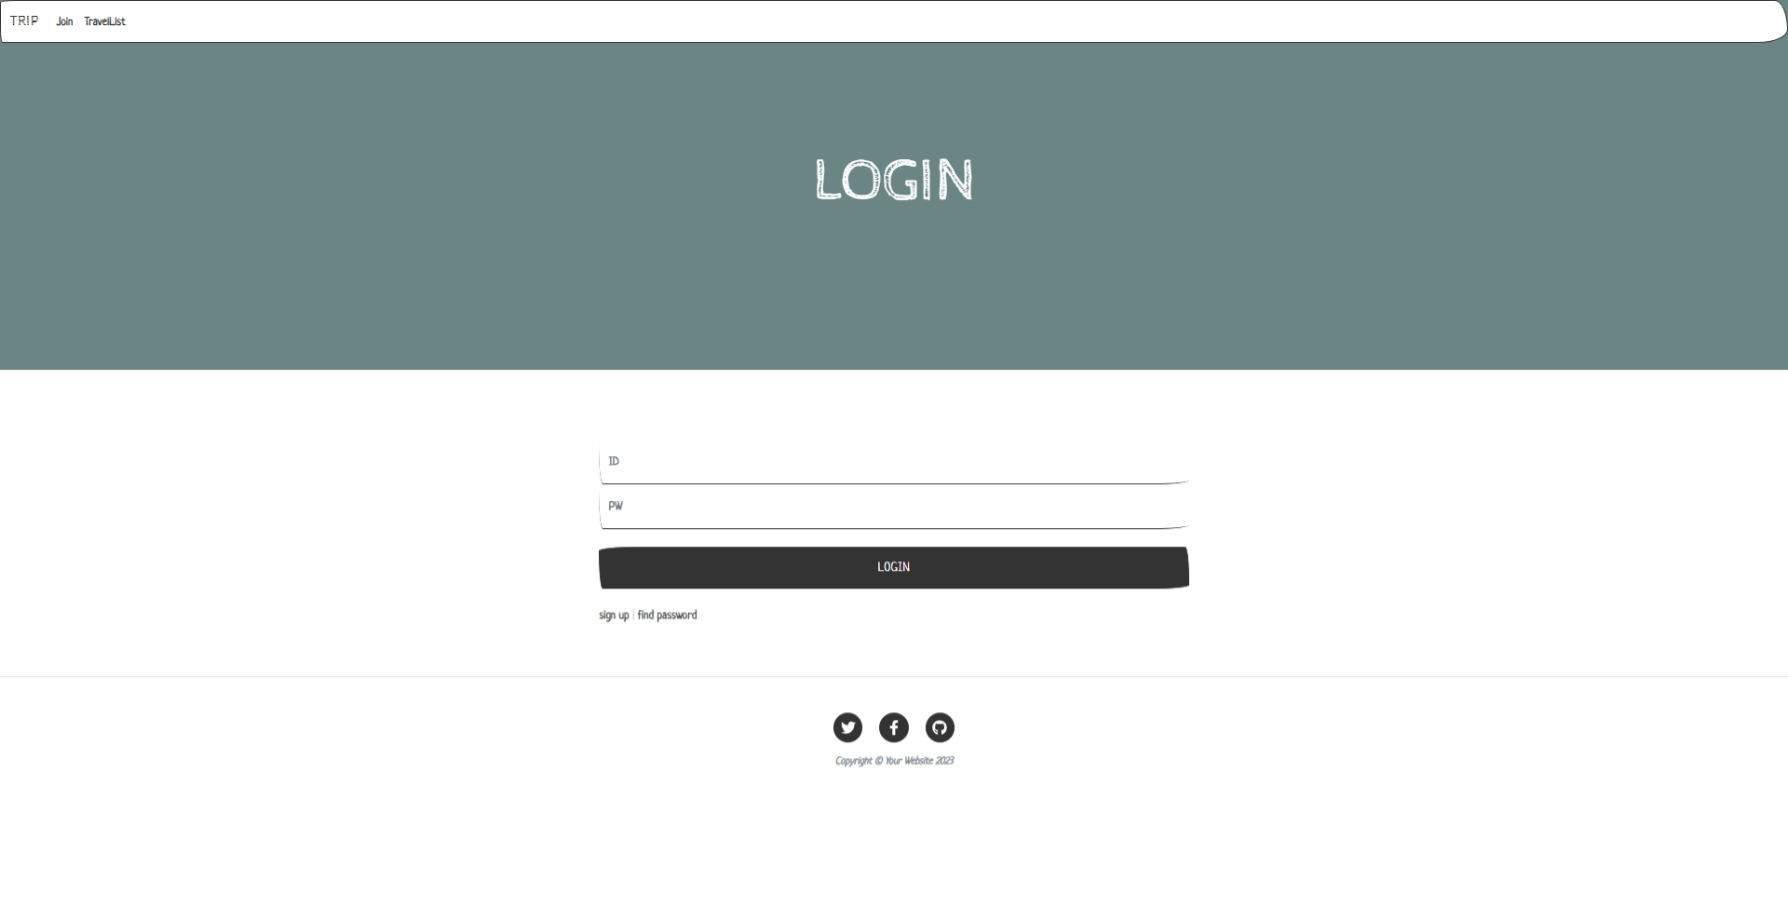 TRIP Join TravelList
LOGIN
ID
PW
LOGIN
sign up | find password
Copyright © Your Website 2023